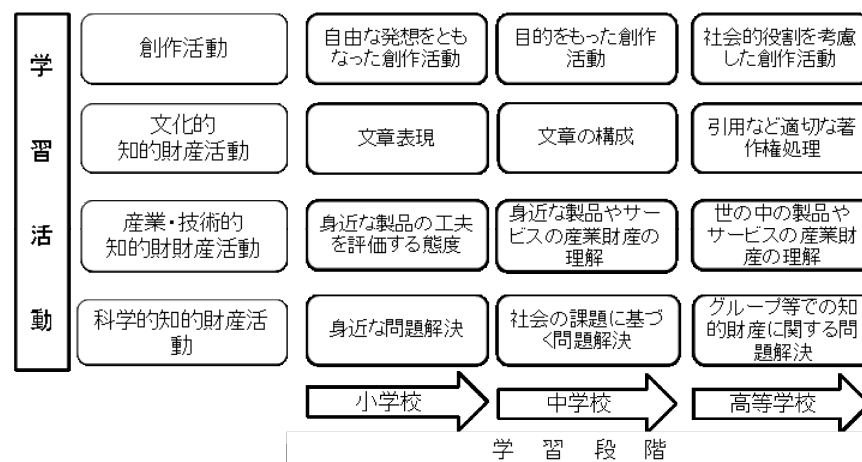 学
習
活
動
創作活動
自由な発想をとも
なった創作活動
目的をもった創作
活動
社会的役割を考慮
した創作活動
文化的
知的財産活動
文章表現
文章の構成
引用など適切な著
作権処理
産業・技術的
知的財財産活動
身近な製品の工夫
を評価する態度
身近な製品やサー
ビスの産業財産の
理解
世の中の製品や
サービスの産業財
産の理解
科学的知的財産活
動
身近な問題解決
社会の課題に基づ
く問題解決
グループ等での知
的財産に関する問
題解決
小学校
中学校
高等学校
学習段階